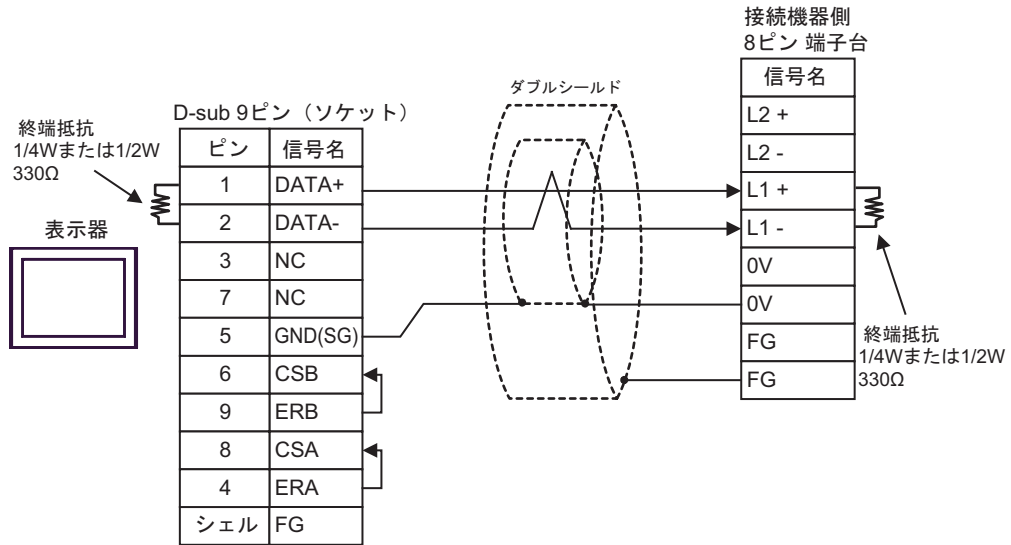 接続機器側
8ピン 端子台
信号名
L2 +
L2 -
L1 +
L1 -
0V
0V
FG
FG
ダブルシールド
D-sub 9ピン（ソケット）
ピン 信号名
1 DATA+
2 DATA-
3 NC
7 NC
5 GND(SG)
6 CSB
9 ERB
8 CSA
4 ERA
シェル FG
終端抵抗
1/4Wまたは1/2W
330Ω
表示器
終端抵抗
1/4Wまたは1/2W
330Ω